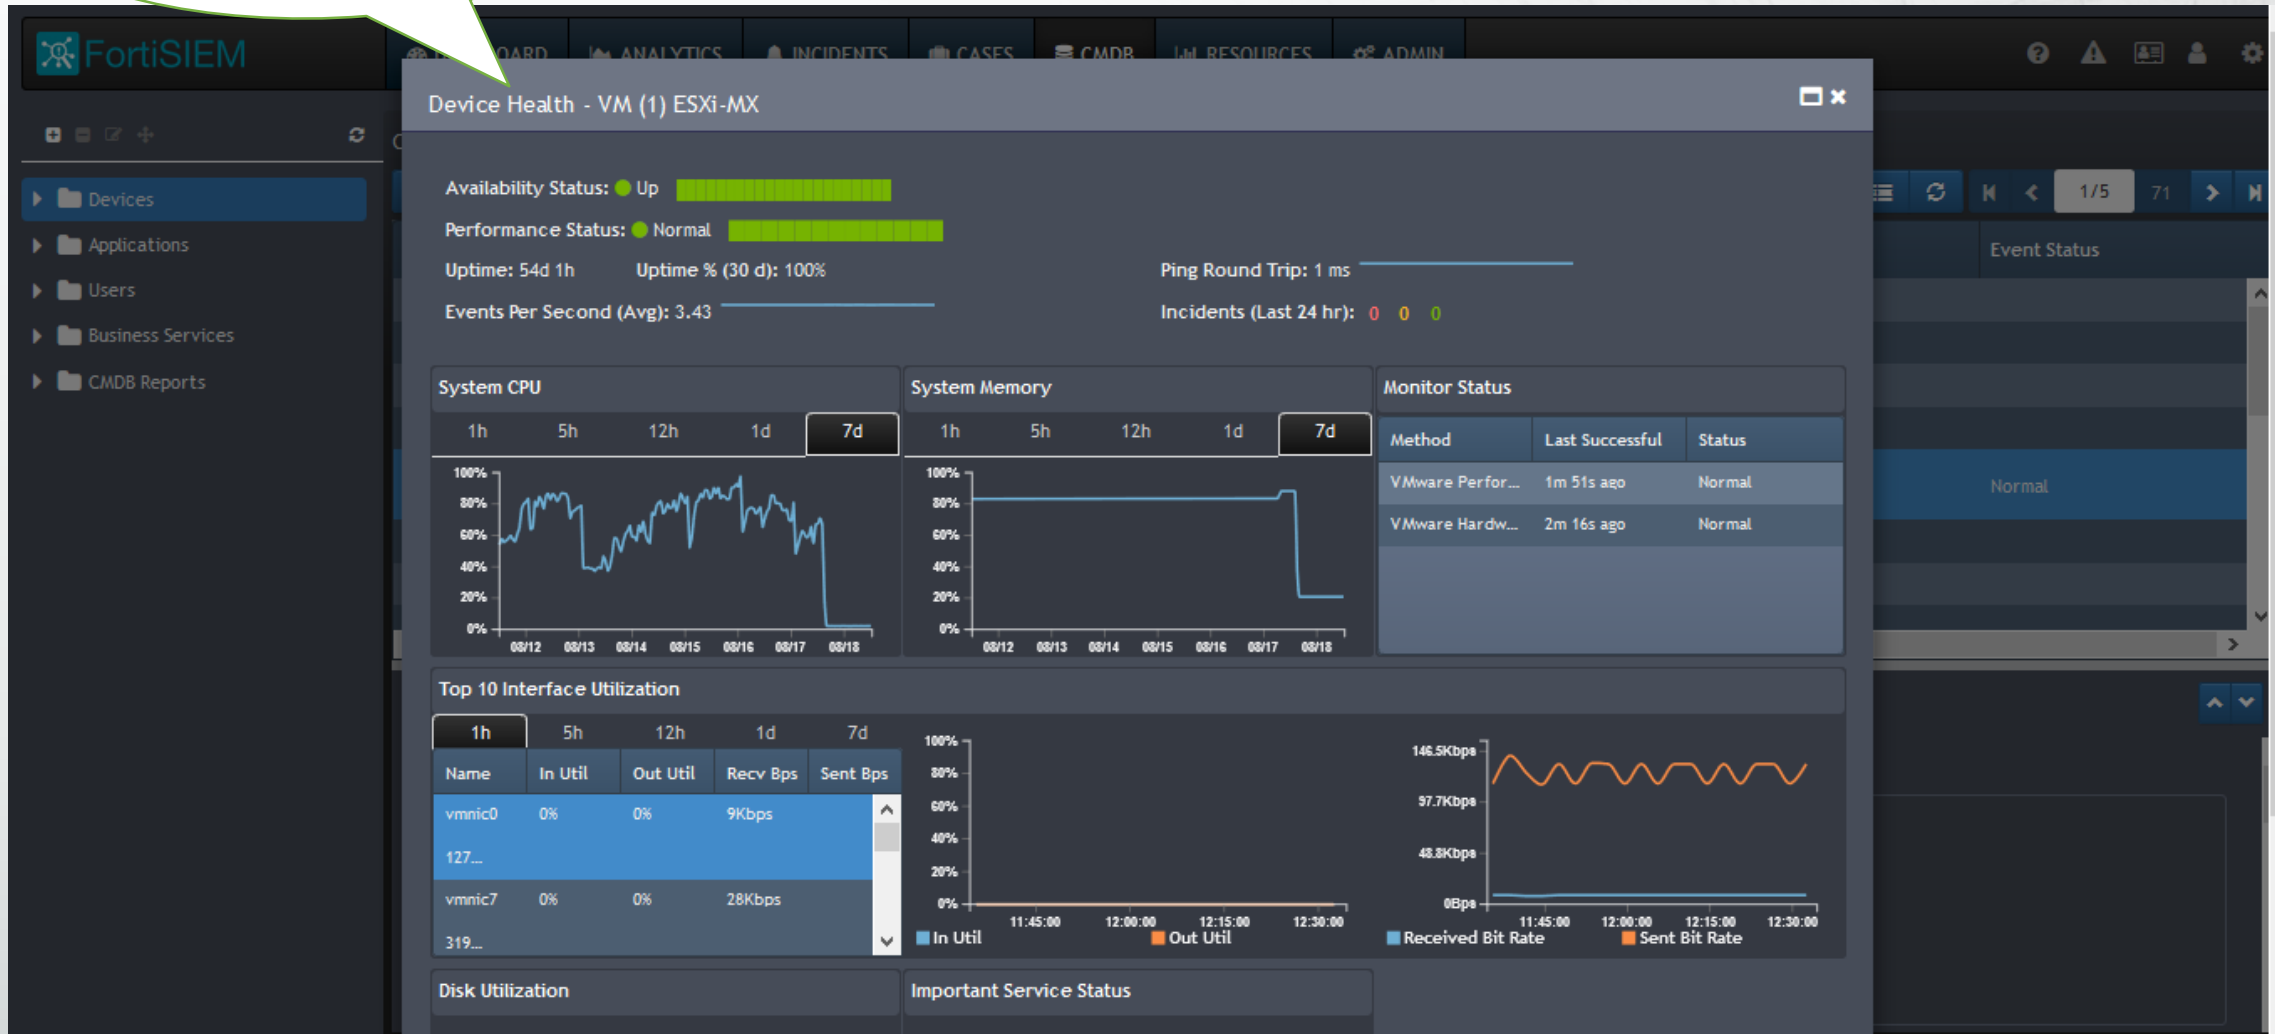 FortiSIEM
OARD
ANALYTICS
INCIDENTS
CASES
CMDB
RESOURCES
ADMIN
Device Health - VM (1) ESXi-MX
Devices
Applications
Users
Business Services
CMDB Reports
1/5
71
Event Status
Normal
Availability Status: Up
Performance Status: Normal
Uptime: 54d 1h Uptime % (30 d): 100% Ping Round Trip: 1 ms
Events Per Second (Avg): 3.43 Incidents (Last 24 hr): 0 0 0
System CPU
1h 5h 12h 1d 7d
100%
80%
60%
40%
20%
0%
08/12 08/13 08/14 08/15 08/16 08/17 08/18
System Memory
1h 5h 12h 1d 7d
100%
80%
60%
40%
20%
0%
08/12 08/13 08/14 08/15 08/16 08/17 08/18
Monitor Status
Method Last Successful Status
VMware Perfor... 1m 51s ago Normal
VMware Hardw... 2m 16s ago Normal
Top 10 Interface Utilization
1h 5h 12h 1d 7d
Name In Util Out Util Recv Bps Sent Bps
vmnic0 0% 0% 9Kbps
127...
vmnic7 0% 0% 28Kbps
319...
100%
80%
60%
40%
20%
0%
11:45:00 12:00:00 12:15:00 12:30:00
In Util Out Util
146.5Kbps
97.7Kbps
48.8Kbps
0Bps
11:45:00 12:00:00 12:15:00 12:30:00
Received Bit Rate Sent Bit Rate
Disk Utilization
Important Service Status